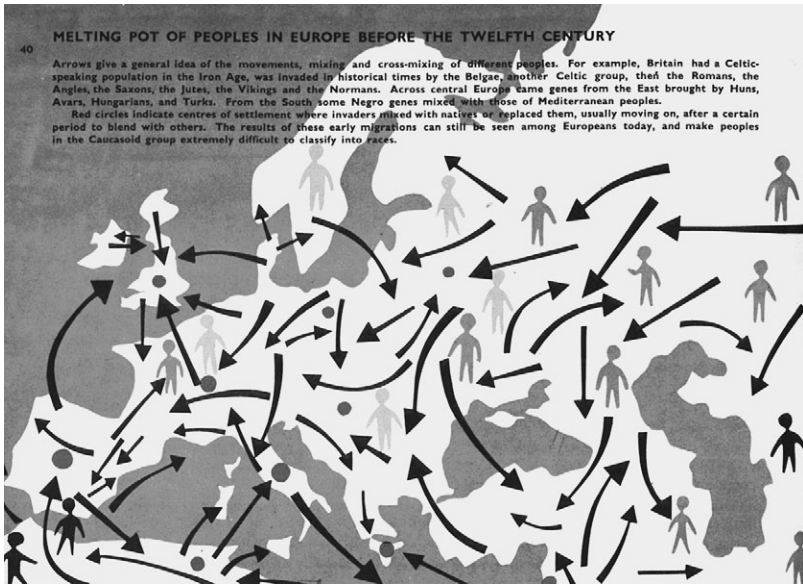 MELTING POT OF PEOPLES IN EUROPE BEFORE THE TWELFTH CENTURY
40
Arrows give a general idea of the movements, mixing and cross-mixing of different peoples. For example, Britain had a Celtic-
speaking population in the Iron Age, was invaded in historical times by the Belgae, another Celtic group, then the Romans, the
Angles, the Saxons, the Jutes, the Vikings and the Normans. Across central Europe came genes from the East brought by Huns,
Avars, Hungarians, and Turks. From the South some Negro genes mixed with those of Mediterranean peoples.
Red circles indicate centres of settlement where invaders mixed with natives or replaced them, usually moving on, after a certain
period to blend with others. The results of these early migrations can still be seen among Europeans today, and make peoples
in the Caucasoid group extremely difficult to classify into races.